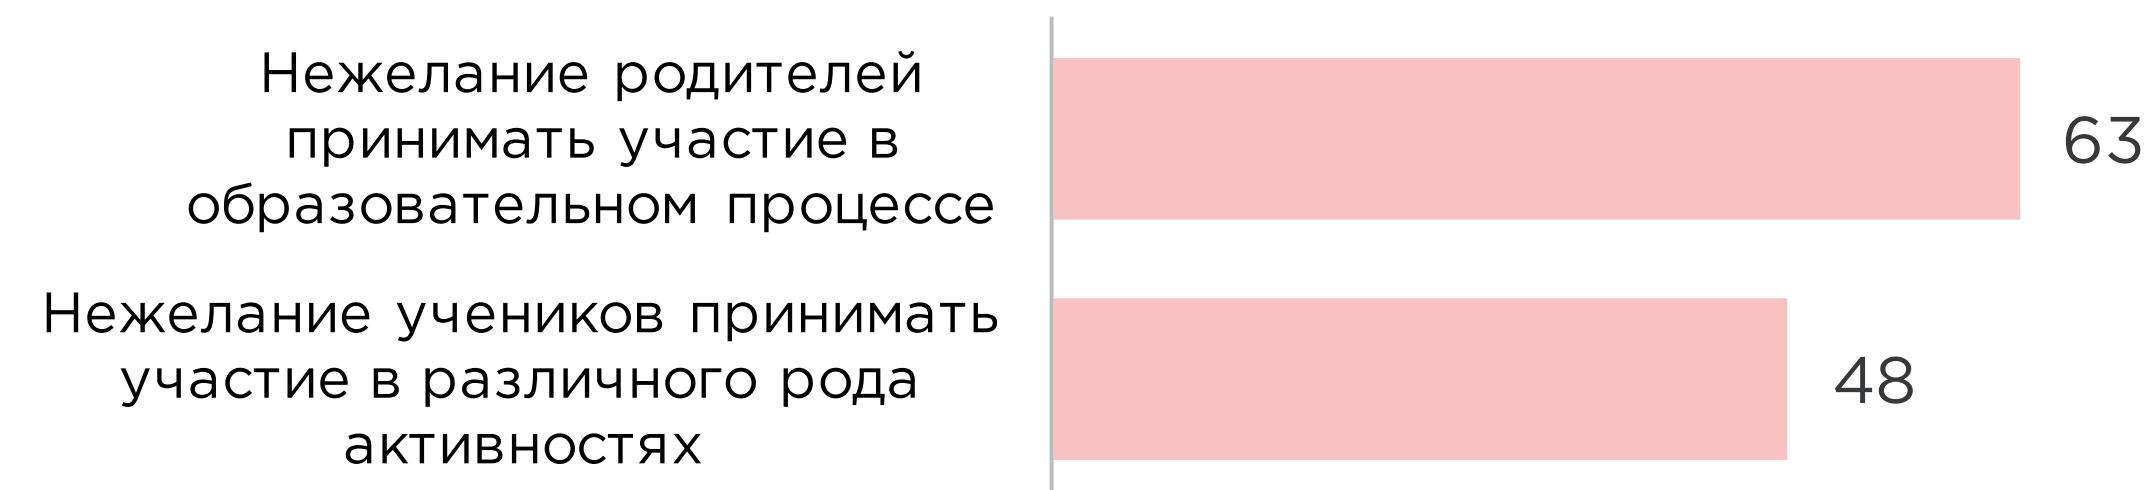 Нежелание родителей
принимать участие в
образовательном процессе
63
Нежелание учеников принимать
участие в различного рода
активностях
48